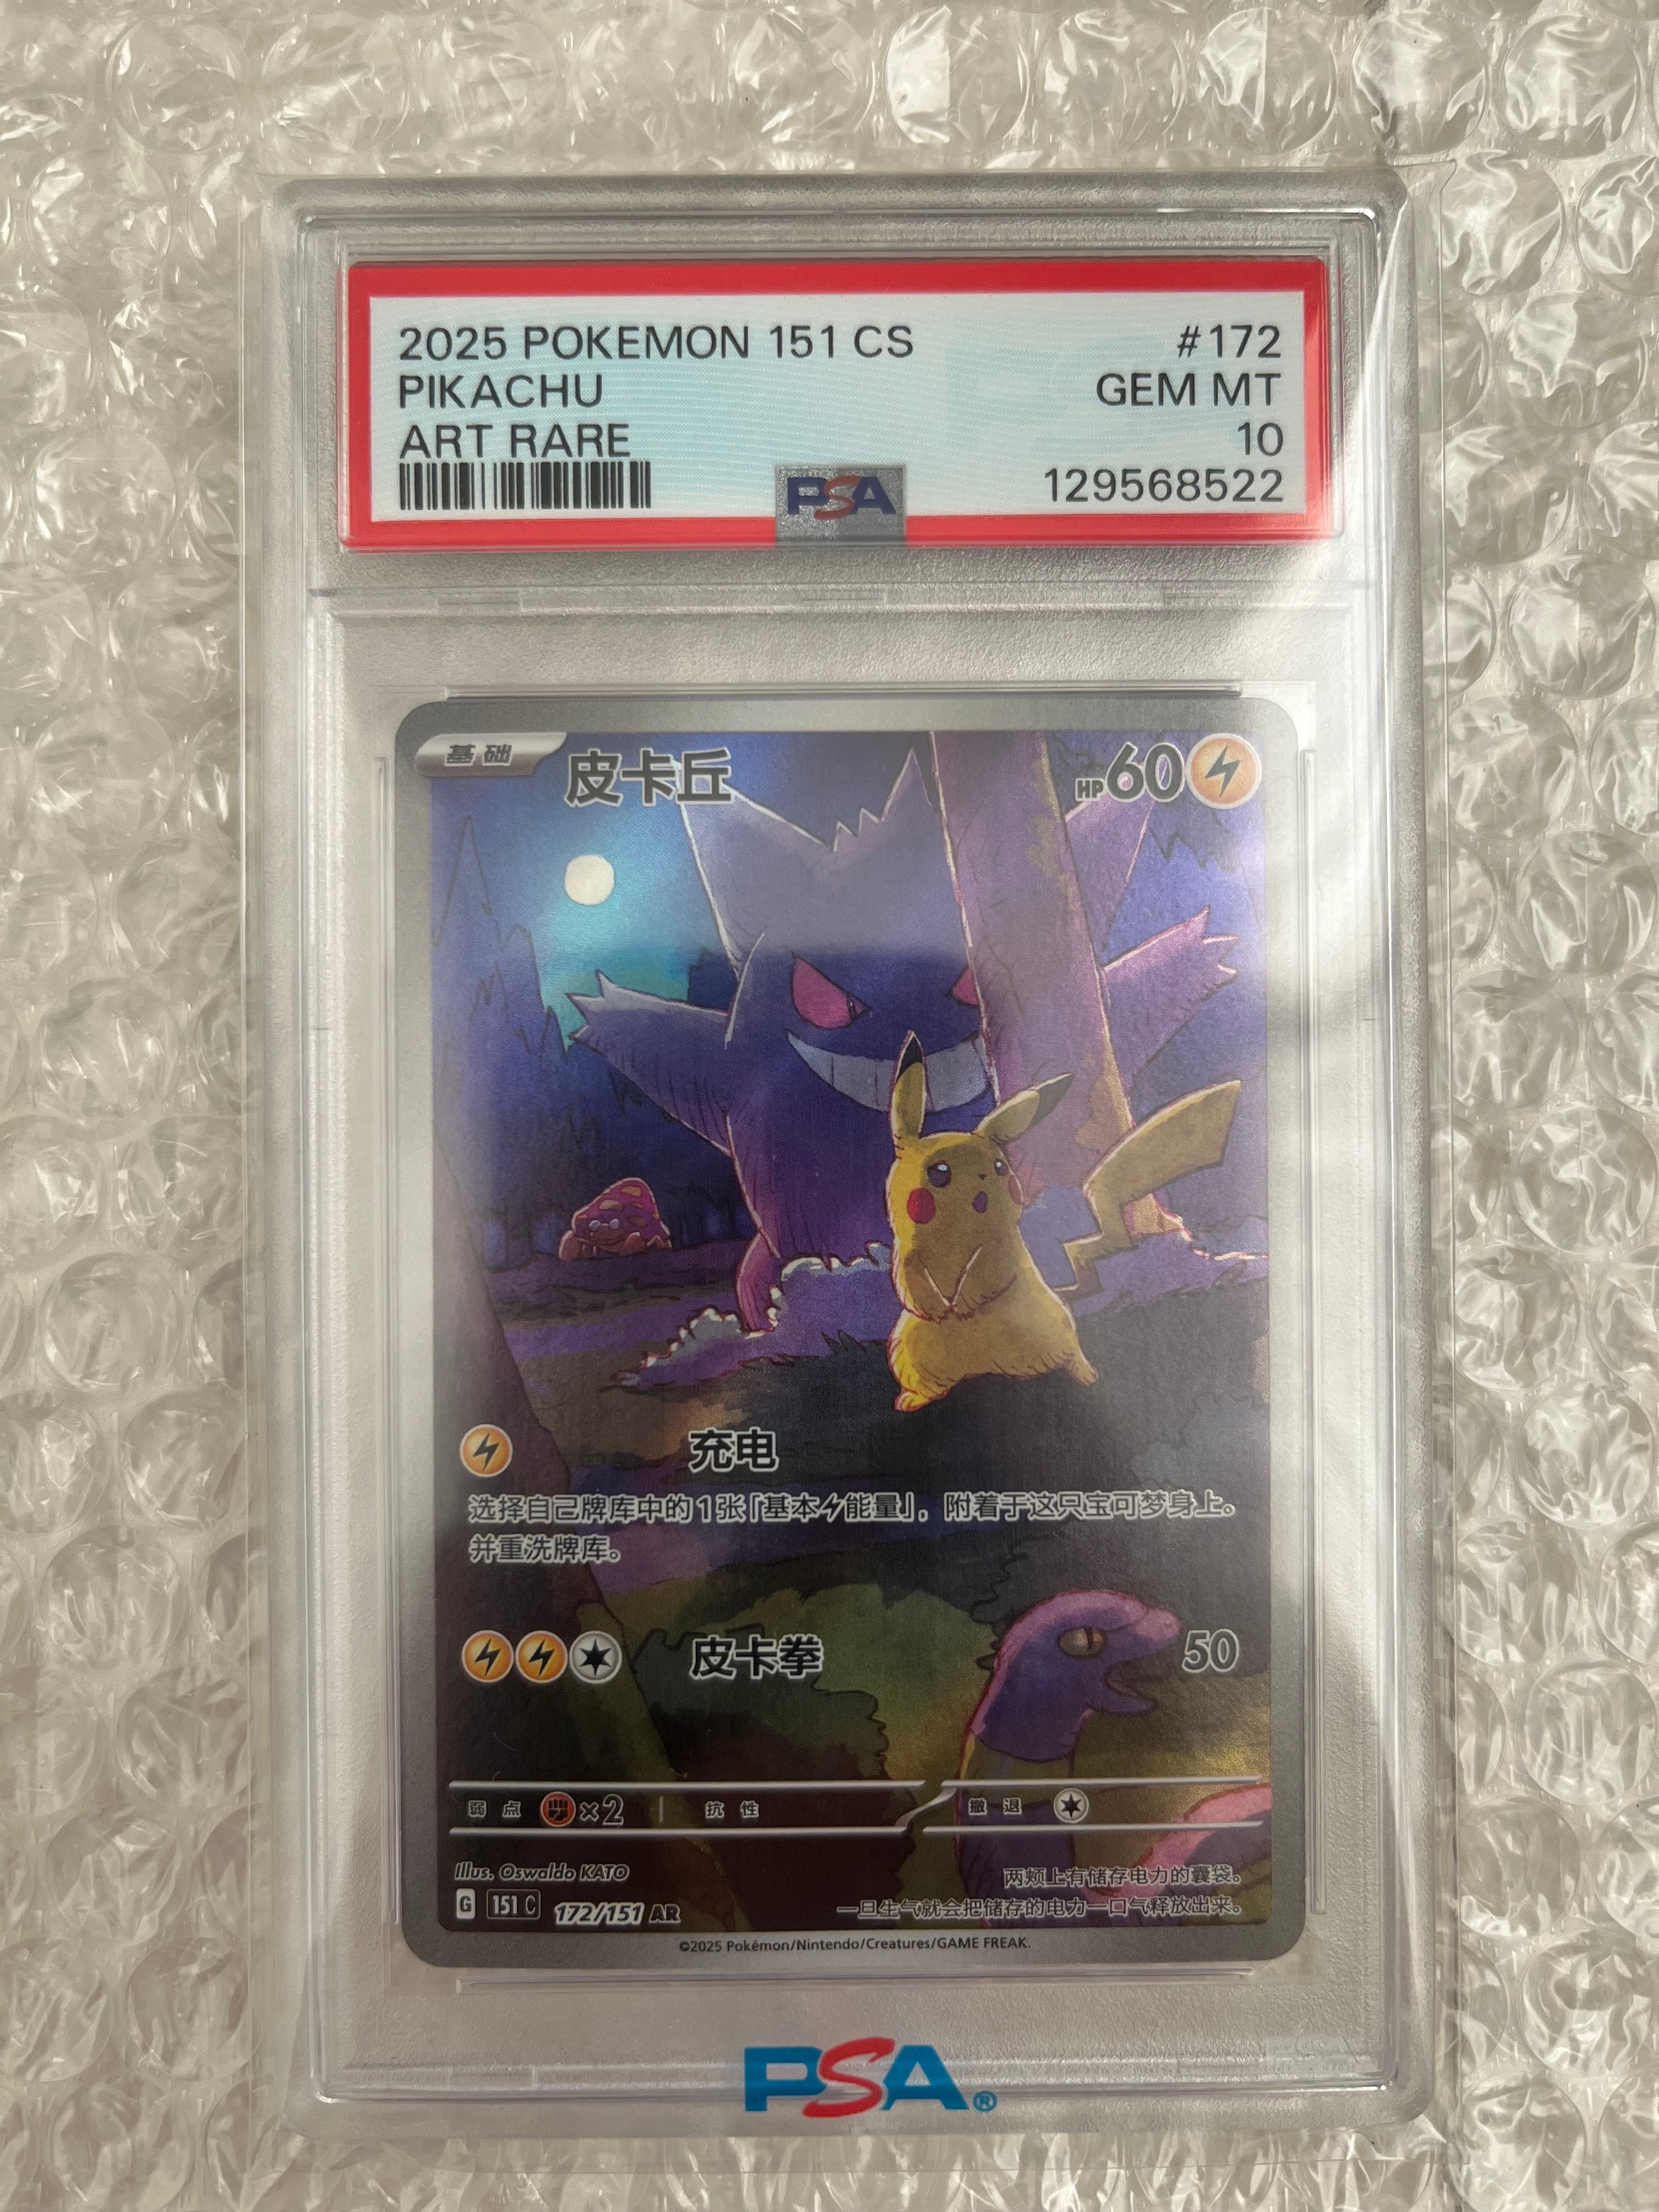 2025 POKEMON 151 CS #172
PIKACHU GEM MT
ART RARE 10
PSA 129568522
基础 皮卡丘 HP60
充电
选择自己牌库中的1张「基本能量」，附着于这只宝可梦身上。
并重洗牌库。
皮卡拳 50
弱点 ×2 抗性 撤退
Illus. Oswaldo KATO
两颊上有储存电力的囊袋。
G 151 C 172/151 AR
一旦生气就会把储存的电力一口气释放出来。
©2025 Pokémon/Nintendo/Creatures/GAME FREAK.
PSA®